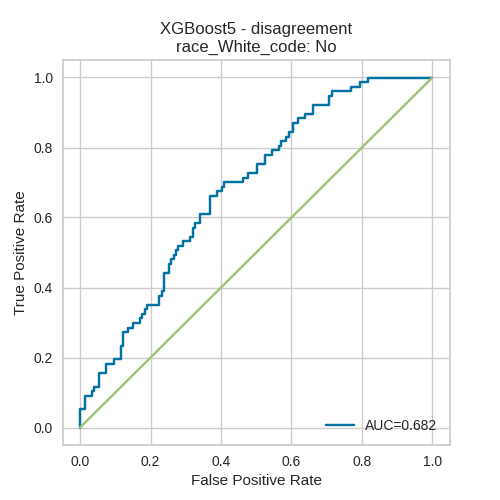 XGBoost5 - disagreement
race_White_code: No
True Positive Rate
1.0
0.8
0.6
0.4
0.2
0.0
AUC=0.682
0.0 0.2 0.4 0.6 0.8 1.0
False Positive Rate